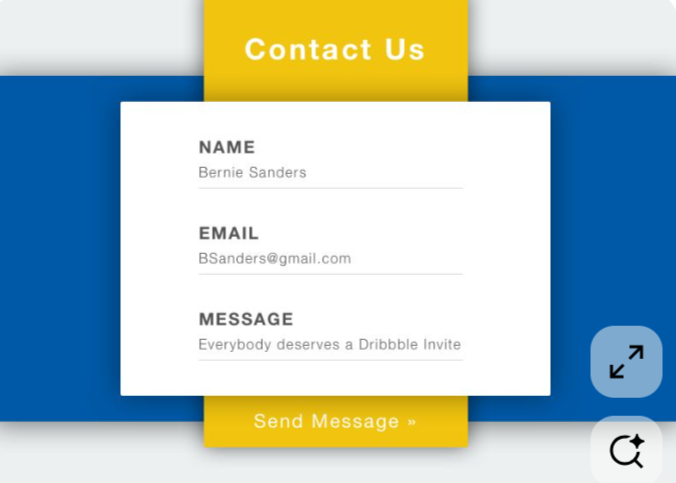 Contact Us
NAME
Bernie Sanders
EMAIL
BSanders@gmail.com
MESSAGE
Everybody deserves a Dribbble Invite
Send Message »